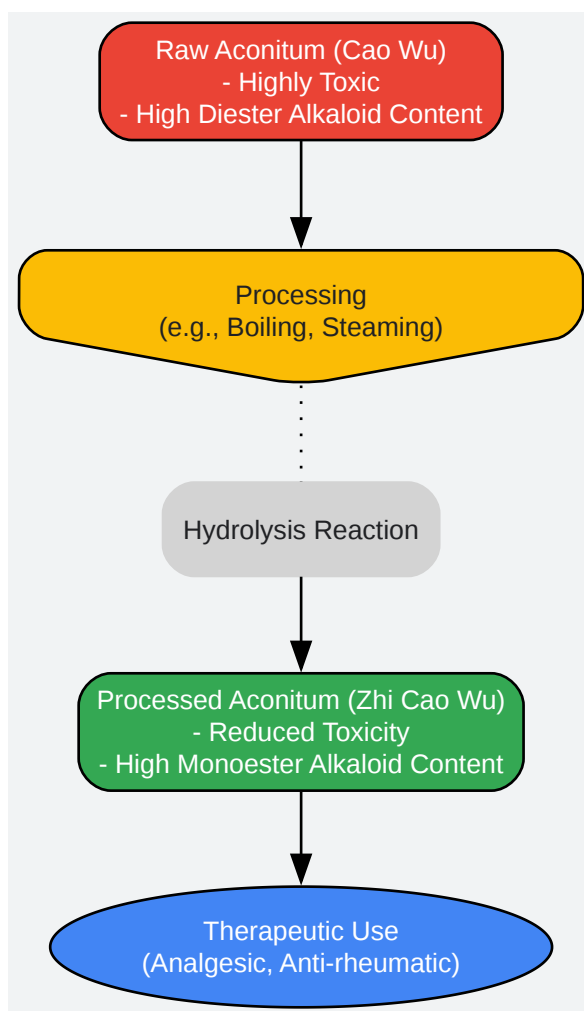 Raw Aconitum (Cao Wu)
- Highly Toxic
- High Diester Alkaloid Content
Processing
(e.g., Boiling, Steaming)
Hydrolysis Reaction
Processed Aconitum (Zhi Cao Wu)
- Reduced Toxicity
- High Monoester Alkaloid Content
Therapeutic Use
(Analgesic, Anti-rheumatic)